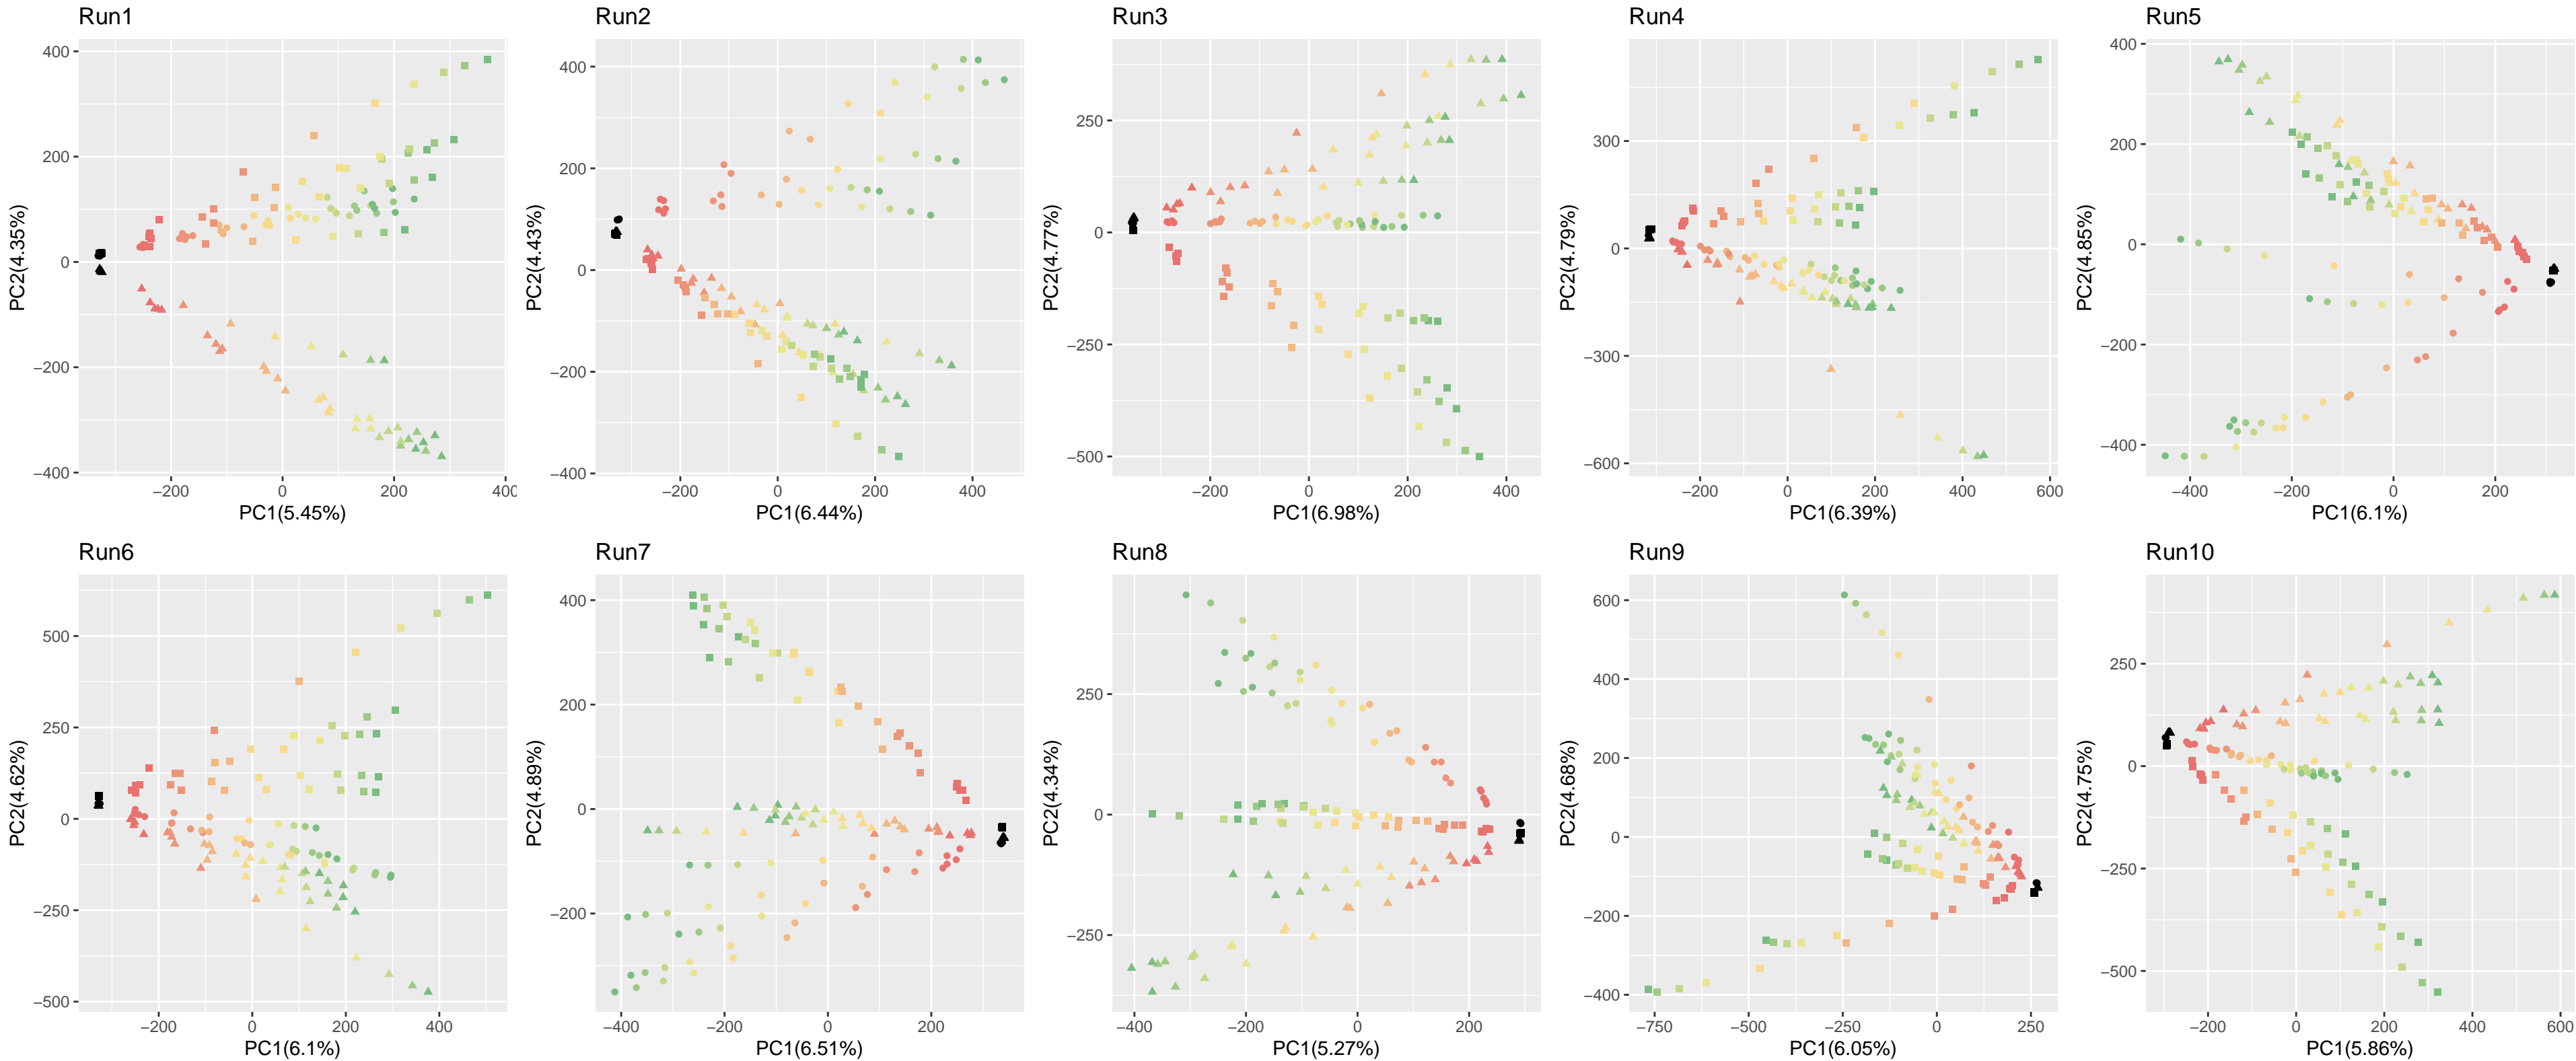 Run1 Run2 Run3 Run4 Run5
PC2(4.35%)
400
200
0
−200
−400
−200 0 200 400
PC1(5.45%)
PC2(4.43%)
400
200
0
−200
−400
−200 0 200 400
PC1(6.44%)
PC2(4.77%)
250
0
−250
−500
−200 0 200 400
PC1(6.98%)
PC2(4.79%)
300
0
−300
−600
−200 0 200 400 600
PC1(6.39%)
PC2(4.85%)
400
200
0
−200
−400
−400 −200 0 200
PC1(6.1%)
Run6 Run7 Run8 Run9 Run10
PC2(4.62%)
500
250
0
−250
−500
−200 0 200 400
PC1(6.1%)
PC2(4.89%)
400
200
0
−200
−400 −200 0 200
PC1(6.51%)
PC2(4.34%)
250
0
−250
−400 −200 0 200
PC1(5.27%)
PC2(4.68%)
600
400
200
0
−200
−400
−750 −500 −250 0 250
PC1(6.05%)
PC2(4.75%)
250
0
−250
−500
−200 0 200 400 600
PC1(5.86%)